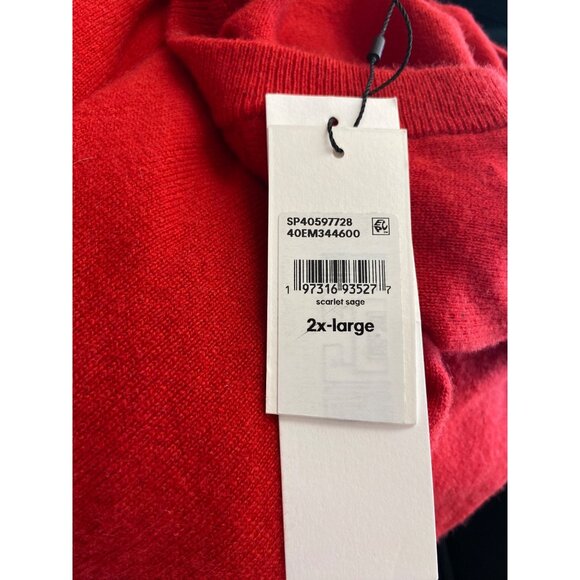 SP40597728
40EM344600
1 97316 93527 7
scarlet sage
2x-large